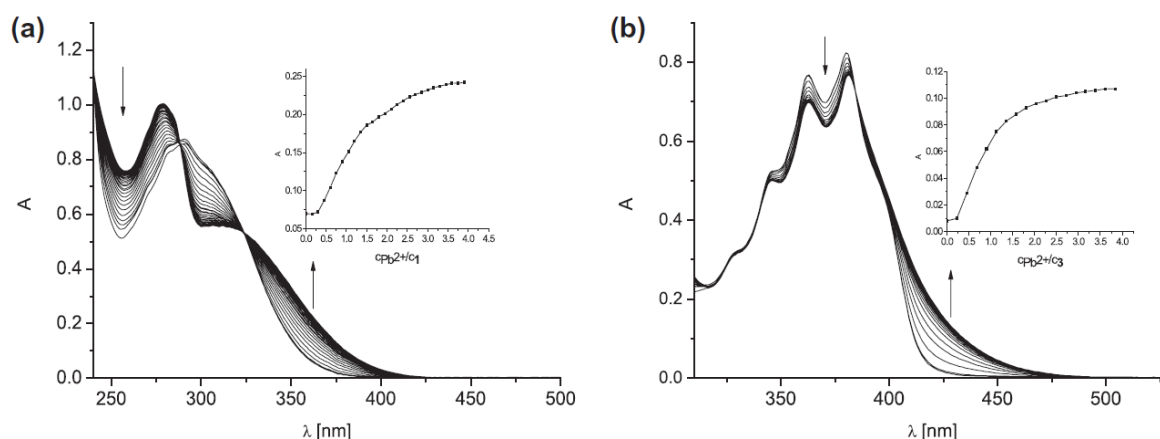 (a)
1.2
1.0
0.8
0.6
0.4
0.2
0.0
A
250 300 350 400 450 500
λ [nm]
0.25
0.20
0.15
0.10
0.05
A
0.0 0.5 1.0 1.5 2.0 2.5 3.0 3.5 4.0 4.5
cPb2+/c1
(b)
0.8
0.6
0.4
0.2
0.0
A
350 400 450 500
λ [nm]
0.12
0.10
0.08
0.06
0.04
0.02
0.00
A
0.0 0.5 1.0 1.5 2.0 2.5 3.0 3.5 4.0
cPb2+/c3